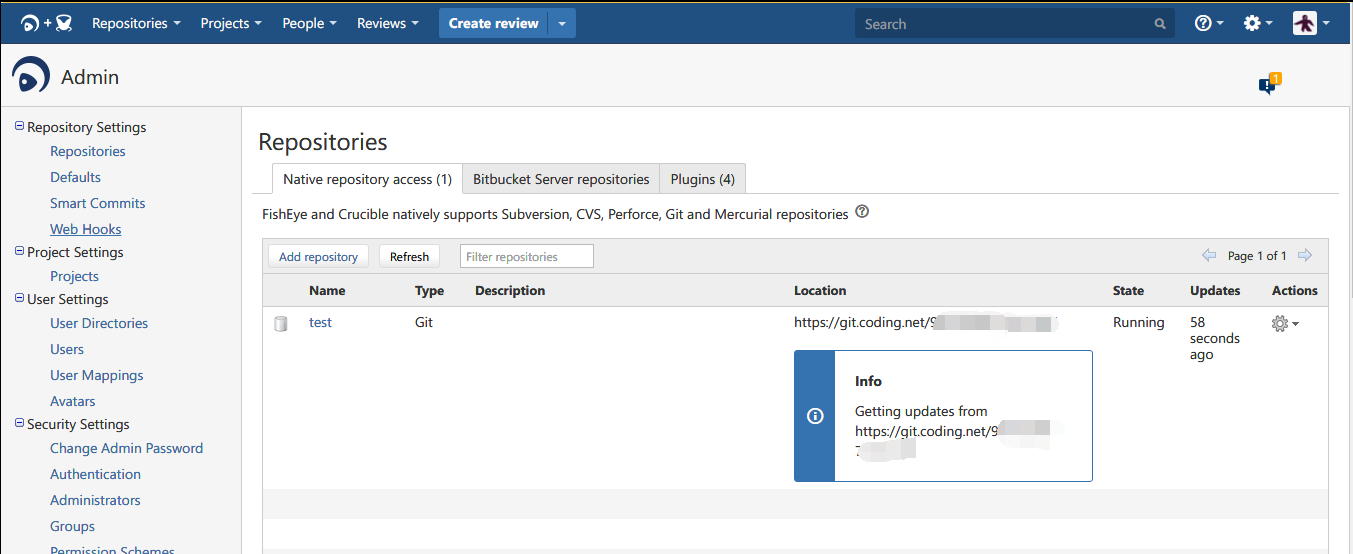 + Repositories Projects People Reviews Create review Search
Admin
1
Repository Settings
Repositories
Defaults
Smart Commits
Web Hooks
Project Settings
Projects
User Settings
User Directories
Users
User Mappings
Avatars
Security Settings
Change Admin Password
Authentication
Administrators
Groups
Permission Schemes
Repositories
Native repository access (1) Bitbucket Server repositories Plugins (4)
FishEye and Crucible natively supports Subversion, CVS, Perforce, Git and Mercurial repositories
Add repository Refresh Filter repositories Page 1 of 1
Name Type Description Location State Updates Actions
test Git https://git.coding.net/9 Running 58
seconds
ago
Info
Getting updates from
https://git.coding.net/9